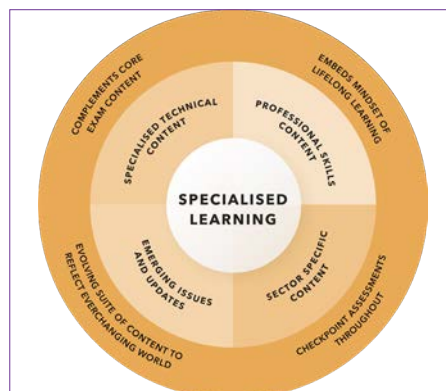 COMPLEMENTS CORE
EXAM CONTENT
EMBEDS MINDSET OF
LIFELONG LEARNING
SPECIALISED TECHNICAL
CONTENT
PROFESSIONAL SKILLS
CONTENT
SPECIALISED
LEARNING
EMERGING ISSUES
AND UPDATES
SECTOR SPECIFIC
CONTENT
EVOLVING SUITE OF CONTENT TO
REFLECT EVERCHANGING WORLD
CHECKPOINT ASSESSMENTS
THROUGHOUT